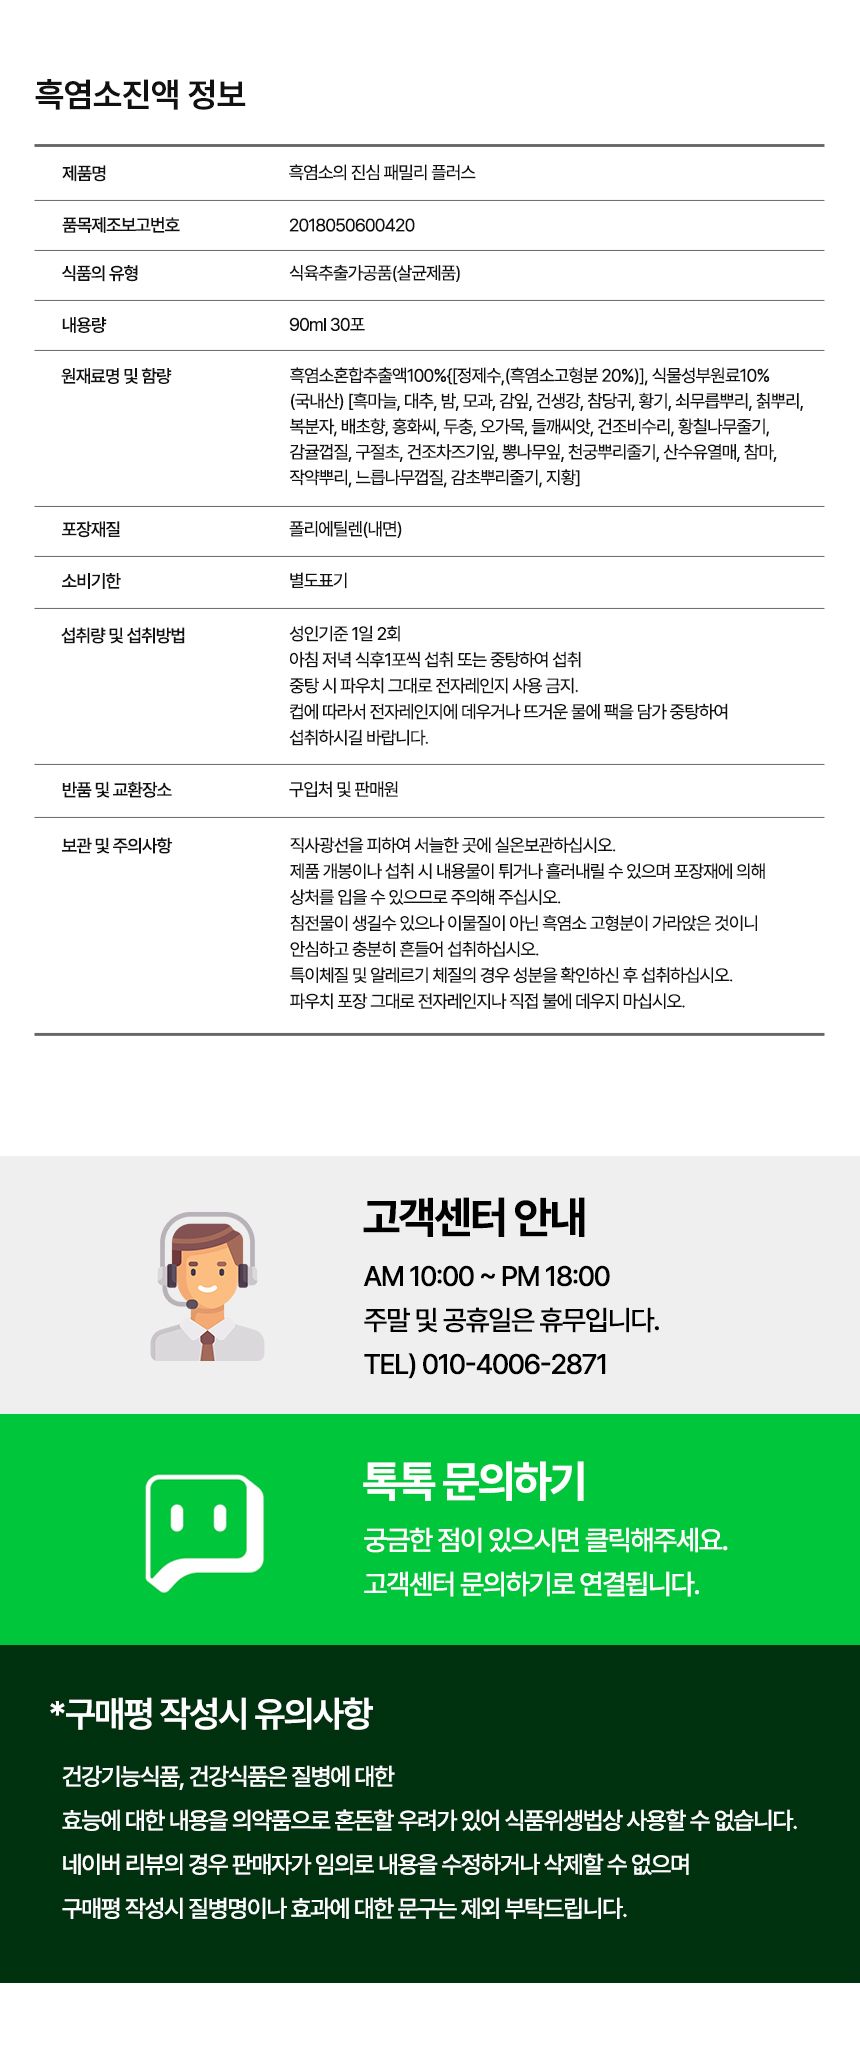 흑염소진액 정보
제품명 흑염소의 진심 패밀리 플러스
품목제조보고번호 2018050600420
식품의 유형 식육추출가공품(살균제품)
내용량 90ml 30포
원재료명 및 함량 흑염소혼합추출액100%{[정제수,(흑염소고형분 20%)], 식물성부원료10%
(국내산) [흑마늘, 대추, 밤, 모과, 감잎, 건생강, 참당귀, 황기, 쇠무릅뿌리, 칡뿌리,
복분자, 배초향, 홍화씨, 두충, 오가목, 들깨씨앗, 건조비수리, 황칠나무줄기,
감귤껍질, 구절초, 건조차즈기잎, 뽕나무잎, 천궁뿌리줄기, 산수유열매, 참마,
작약뿌리, 느릅나무껍질, 감초뿌리줄기, 지황]
포장재질 폴리에틸렌(내면)
소비기한 별도표기
섭취량 및 섭취방법 성인기준 1일 2회
아침 저녁 식후1포씩 섭취 또는 중탕하여 섭취
중탕 시 파우치 그대로 전자레인지 사용 금지.
컵에 따라서 전자레인지에 데우거나 뜨거운 물에 팩을 담가 중탕하여
섭취하시길 바랍니다.
반품 및 교환장소 구입처 및 판매원
보관 및 주의사항 직사광선을 피하여 서늘한 곳에 실온보관하십시오.
제품 개봉이나 섭취 시 내용물이 튀거나 흘러내릴 수 있으며 포장재에 의해
상처를 입을 수 있으므로 주의해 주십시오.
침전물이 생길수 있으나 이물질이 아닌 흑염소 고형분이 가라앉은 것이니
안심하고 충분히 흔들어 섭취하십시오.
특이체질 및 알레르기 체질의 경우 성분을 확인하신 후 섭취하십시오.
파우치 포장 그대로 전자레인지나 직접 불에 데우지 마십시오.
고객센터 안내
AM 10:00 ~ PM 18:00
주말 및 공휴일은 휴무입니다.
TEL) 010-4006-2871
톡톡 문의하기
궁금한 점이 있으시면 클릭해주세요.
고객센터 문의하기로 연결됩니다.
*구매평 작성시 유의사항
건강기능식품, 건강식품은 질병에 대한
효능에 대한 내용을 의약품으로 혼돈할 우려가 있어 식품위생법상 사용할 수 없습니다.
네이버 리뷰의 경우 판매자가 임의로 내용을 수정하거나 삭제할 수 없으며
구매평 작성시 질병명이나 효과에 대한 문구는 제외 부탁드립니다.